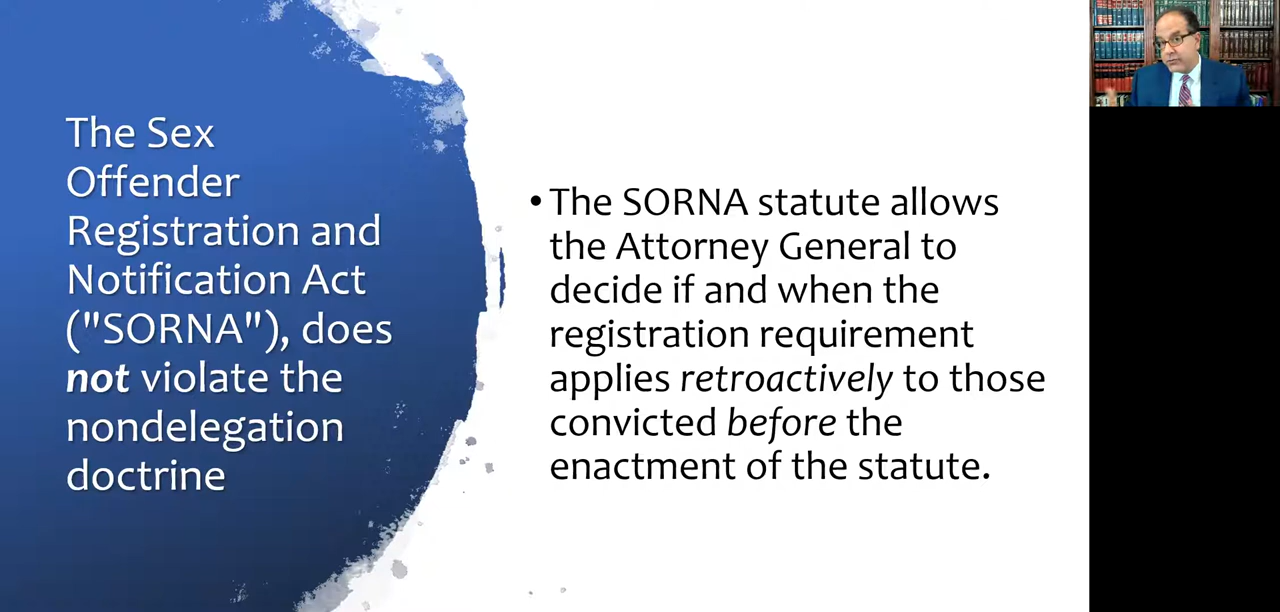 The Sex
Offender
Registration and
Notification Act
("SORNA"), does
not violate the
nondelegation
doctrine
• The SORNA statute allows
the Attorney General to
decide if and when the
registration requirement
applies retroactively to those
convicted before the
enactment of the statute.